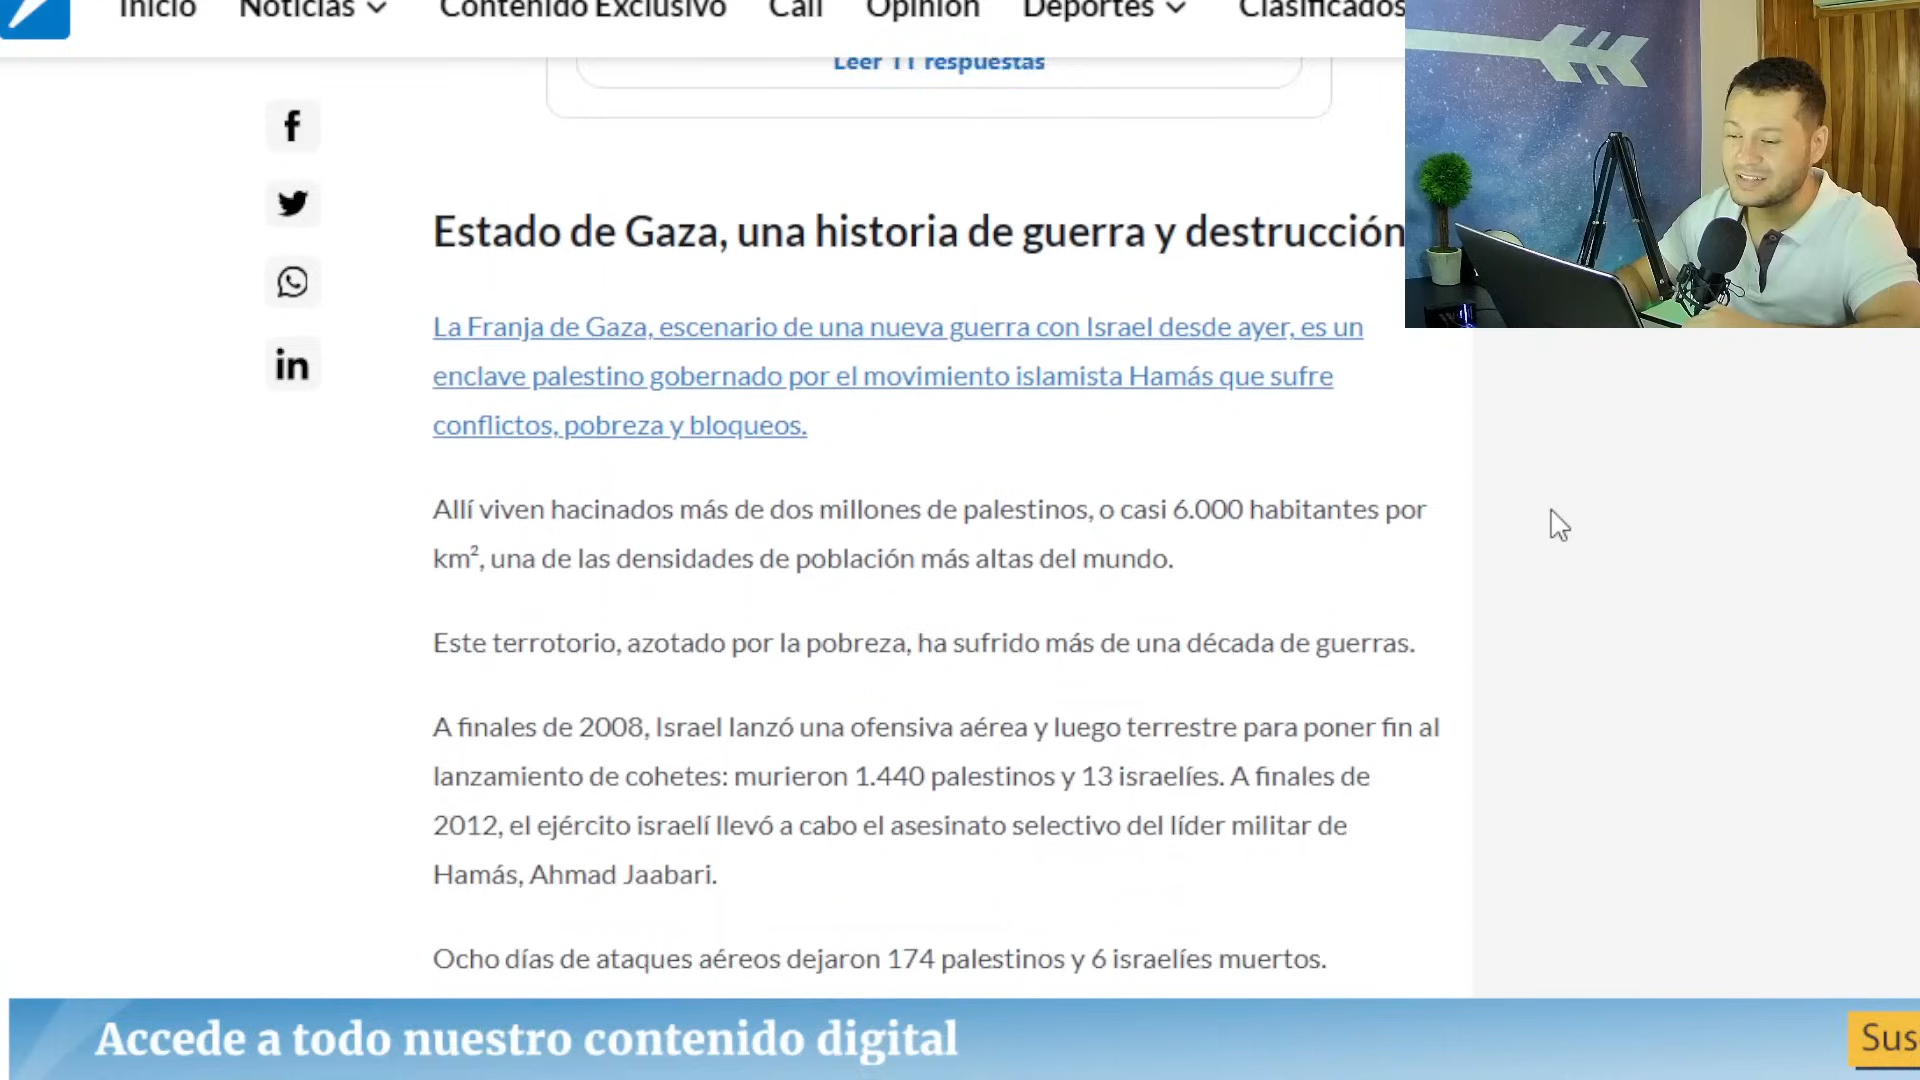 Inicio Noticias Contenido Exclusivo Cali Opinión Deportes Clasificados
Leer 11 respuestas
Estado de Gaza, una historia de guerra y destrucción
La Franja de Gaza, escenario de una nueva guerra con Israel desde ayer, es un
enclave palestino gobernado por el movimiento islamista Hamás que sufre
conflictos, pobreza y bloqueos.
Allí viven hacinados más de dos millones de palestinos, o casi 6.000 habitantes por
km², una de las densidades de población más altas del mundo.
Este terrotorio, azotado por la pobreza, ha sufrido más de una década de guerras.
A finales de 2008, Israel lanzó una ofensiva aérea y luego terrestre para poner fin al
lanzamiento de cohetes: murieron 1.440 palestinos y 13 israelíes. A finales de
2012, el ejército israelí llevó a cabo el asesinato selectivo del líder militar de
Hamás, Ahmad Jaabari.
Ocho días de ataques aéreos dejaron 174 palestinos y 6 israelíes muertos.
Accede a todo nuestro contenido digital
Sus